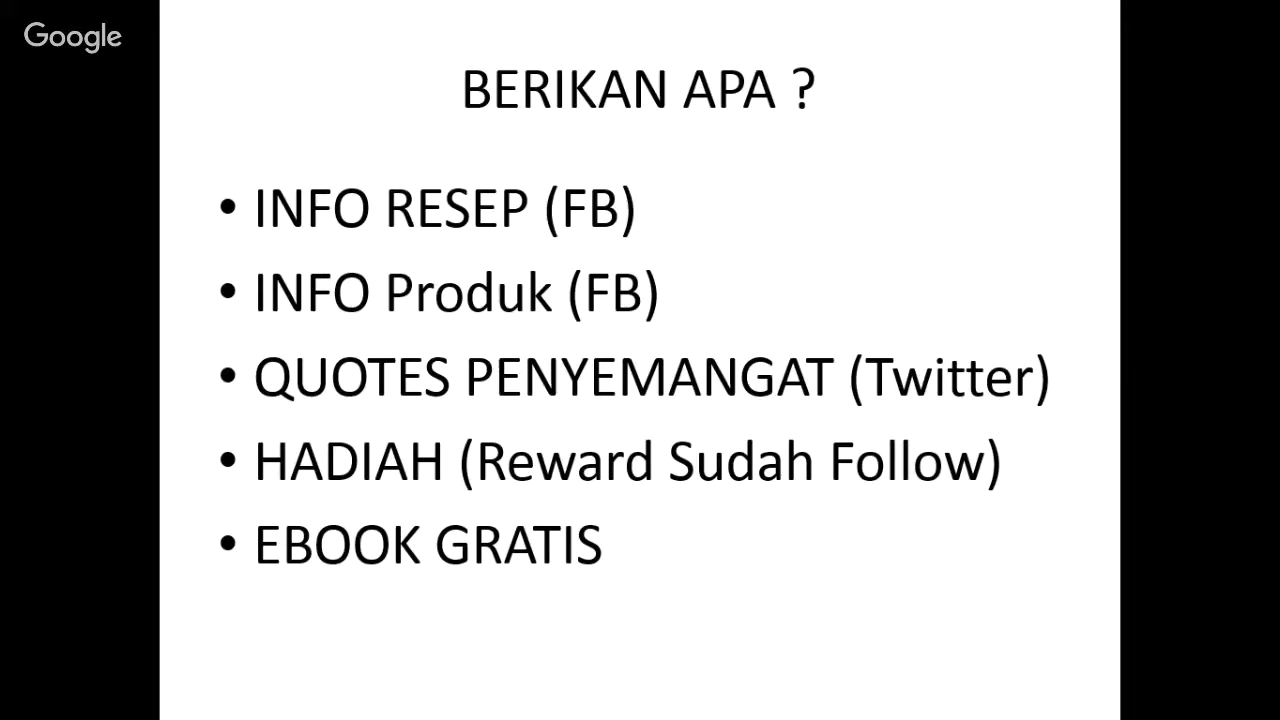 Google
BERIKAN APA ?
• INFO RESEP (FB)
• INFO Produk (FB)
• QUOTES PENYEMANGAT (Twitter)
• HADIAH (Reward Sudah Follow)
• EBOOK GRATIS